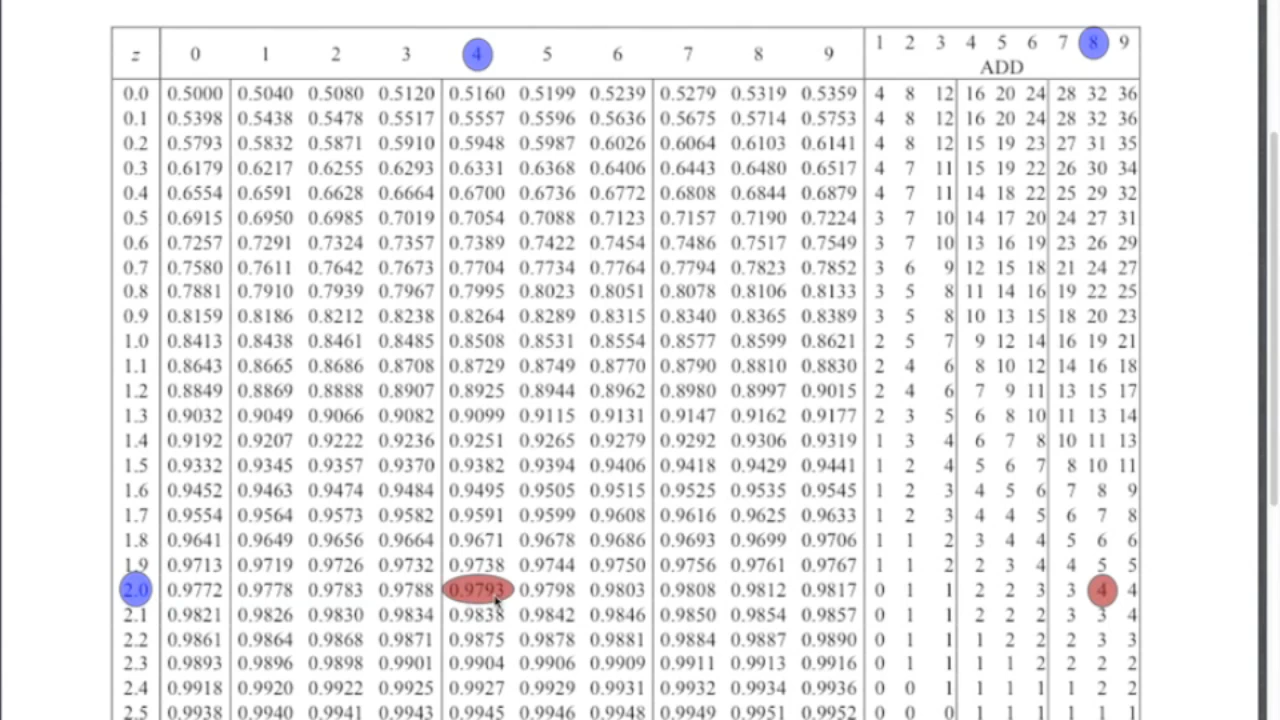 z 0 1 2 3 4 5 6 7 8 9 1 2 3 4 5 6 7 8 9
ADD
0.0 0.5000 0.5040 0.5080 0.5120 0.5160 0.5199 0.5239 0.5279 0.5319 0.5359 4 8 12 16 20 24 28 32 36
0.1 0.5398 0.5438 0.5478 0.5517 0.5557 0.5596 0.5636 0.5675 0.5714 0.5753 4 8 12 16 20 24 28 32 36
0.2 0.5793 0.5832 0.5871 0.5910 0.5948 0.5987 0.6026 0.6064 0.6103 0.6141 4 8 12 15 19 23 27 31 35
0.3 0.6179 0.6217 0.6255 0.6293 0.6331 0.6368 0.6406 0.6443 0.6480 0.6517 4 7 11 15 19 22 26 30 34
0.4 0.6554 0.6591 0.6628 0.6664 0.6700 0.6736 0.6772 0.6808 0.6844 0.6879 4 7 11 14 18 22 25 29 32
0.5 0.6915 0.6950 0.6985 0.7019 0.7054 0.7088 0.7123 0.7157 0.7190 0.7224 3 7 10 14 17 20 24 27 31
0.6 0.7257 0.7291 0.7324 0.7357 0.7389 0.7422 0.7454 0.7486 0.7517 0.7549 3 7 10 13 16 19 23 26 29
0.7 0.7580 0.7611 0.7642 0.7673 0.7704 0.7734 0.7764 0.7794 0.7823 0.7852 3 6 9 12 15 18 21 24 27
0.8 0.7881 0.7910 0.7939 0.7967 0.7995 0.8023 0.8051 0.8078 0.8106 0.8133 3 5 8 11 14 16 19 22 25
0.9 0.8159 0.8186 0.8212 0.8238 0.8264 0.8289 0.8315 0.8340 0.8365 0.8389 3 5 8 10 13 15 18 20 23
1.0 0.8413 0.8438 0.8461 0.8485 0.8508 0.8531 0.8554 0.8577 0.8599 0.8621 2 5 7 9 12 14 16 19 21
1.1 0.8643 0.8665 0.8686 0.8708 0.8729 0.8749 0.8770 0.8790 0.8810 0.8830 2 4 6 8 10 12 14 16 18
1.2 0.8849 0.8869 0.8888 0.8907 0.8925 0.8944 0.8962 0.8980 0.8997 0.9015 2 4 6 7 9 11 13 15 17
1.3 0.9032 0.9049 0.9066 0.9082 0.9099 0.9115 0.9131 0.9147 0.9162 0.9177 2 3 5 6 8 10 11 13 14
1.4 0.9192 0.9207 0.9222 0.9236 0.9251 0.9265 0.9279 0.9292 0.9306 0.9319 1 3 4 6 7 8 10 11 13
1.5 0.9332 0.9345 0.9357 0.9370 0.9382 0.9394 0.9406 0.9418 0.9429 0.9441 1 2 4 5 6 7 8 10 11
1.6 0.9452 0.9463 0.9474 0.9484 0.9495 0.9505 0.9515 0.9525 0.9535 0.9545 1 2 3 4 5 6 7 8 9
1.7 0.9554 0.9564 0.9573 0.9582 0.9591 0.9599 0.9608 0.9616 0.9625 0.9633 1 2 3 4 4 5 6 7 8
1.8 0.9641 0.9649 0.9656 0.9664 0.9671 0.9678 0.9686 0.9693 0.9699 0.9706 1 1 2 3 4 4 5 6 6
1.9 0.9713 0.9719 0.9726 0.9732 0.9738 0.9744 0.9750 0.9756 0.9761 0.9767 1 1 2 2 3 4 4 5 5
2.0 0.9772 0.9778 0.9783 0.9788 0.9793 0.9798 0.9803 0.9808 0.9812 0.9817 0 1 1 2 2 3 3 4 4
2.1 0.9821 0.9826 0.9830 0.9834 0.9838 0.9842 0.9846 0.9850 0.9854 0.9857 0 1 1 2 2 2 3 3 4
2.2 0.9861 0.9864 0.9868 0.9871 0.9875 0.9878 0.9881 0.9884 0.9887 0.9890 0 1 1 1 2 2 2 3 3
2.3 0.9893 0.9896 0.9898 0.9901 0.9904 0.9906 0.9909 0.9911 0.9913 0.9916 0 1 1 1 1 2 2 2 2
2.4 0.9918 0.9920 0.9922 0.9925 0.9927 0.9929 0.9931 0.9932 0.9934 0.9936 0 0 1 1 1 1 1 2 2
2.5 0.9938 0.9940 0.9941 0.9943 0.9945 0.9946 0.9948 0.9949 0.9951 0.9952 0 0 0 1 1 1 1 1 1